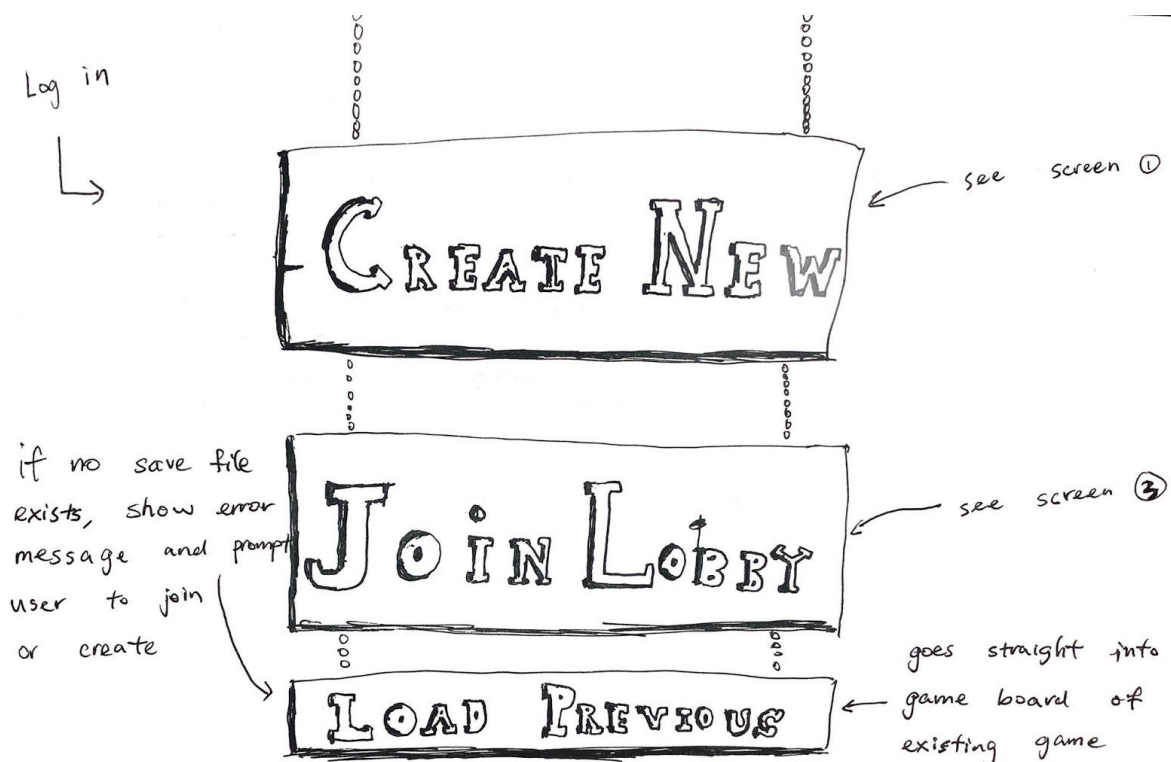 Log in
CREATE NEW
see screen ①
if no save file
exists, show error
message and prompt
user to join
or create
JOIN LOBBY
see screen ③
LOAD PREVIOUS
goes straight into
game board of
existing game